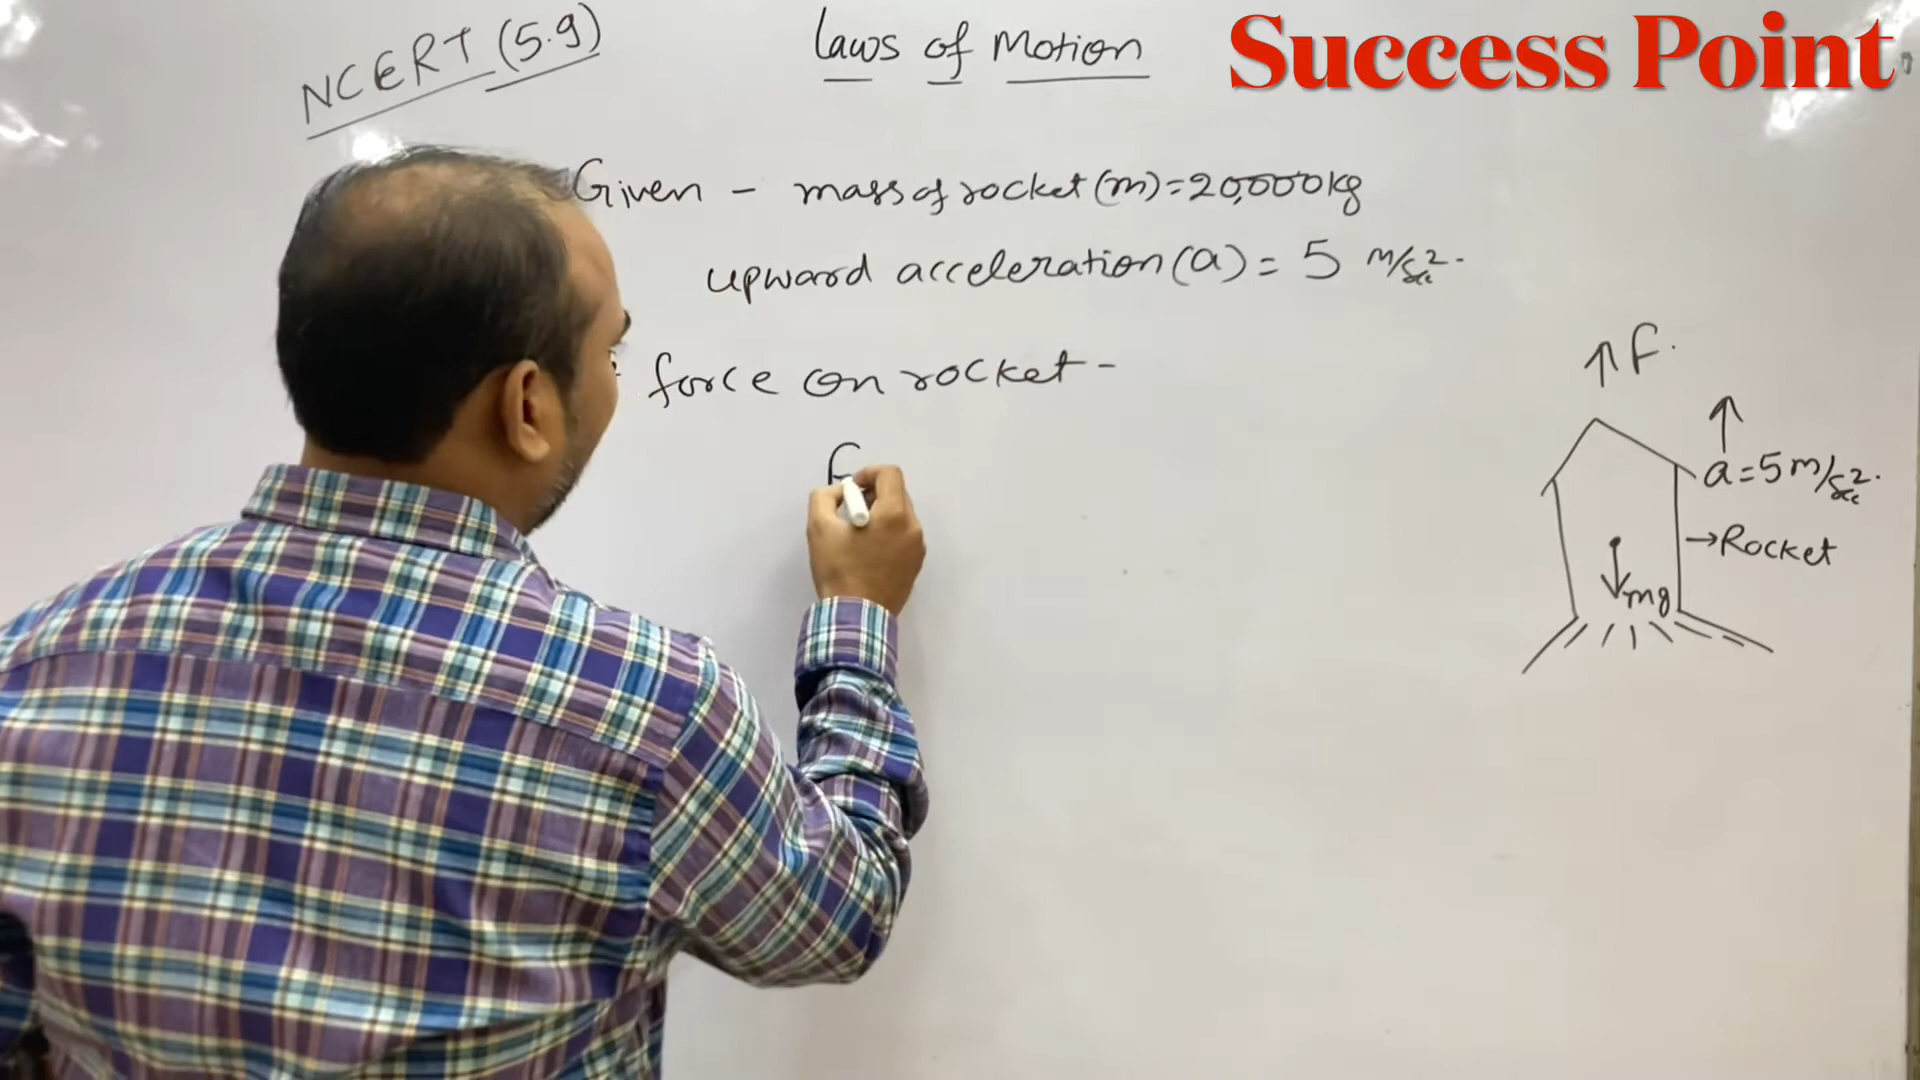 NCERT (5.9)
Laws of Motion
Success Point
Given - mass of rocket (m) = 20,000 kg
upward acceleration (a) = 5 m/sec².
force on rocket -
F
↑ F.
↑
a = 5 m/sec².
→ Rocket
↓ mg